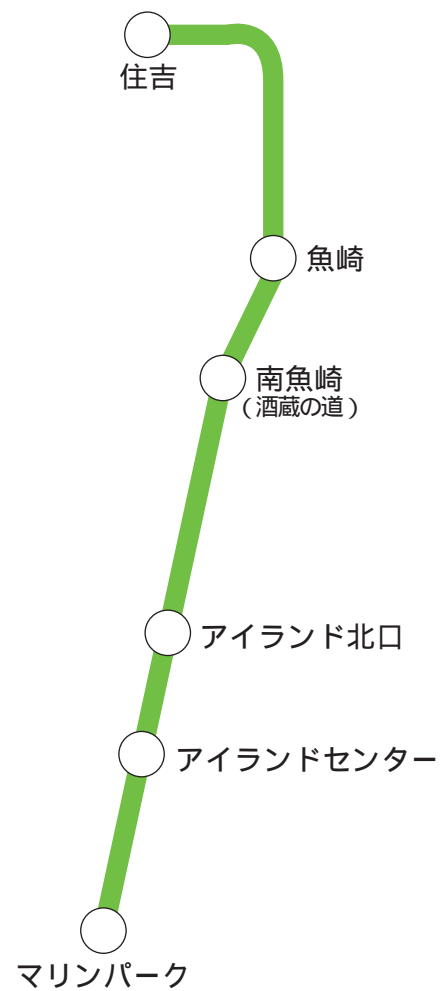 住吉
魚崎
南魚崎
（酒蔵の道）
アイランド北口
アイランドセンター
マリンパーク